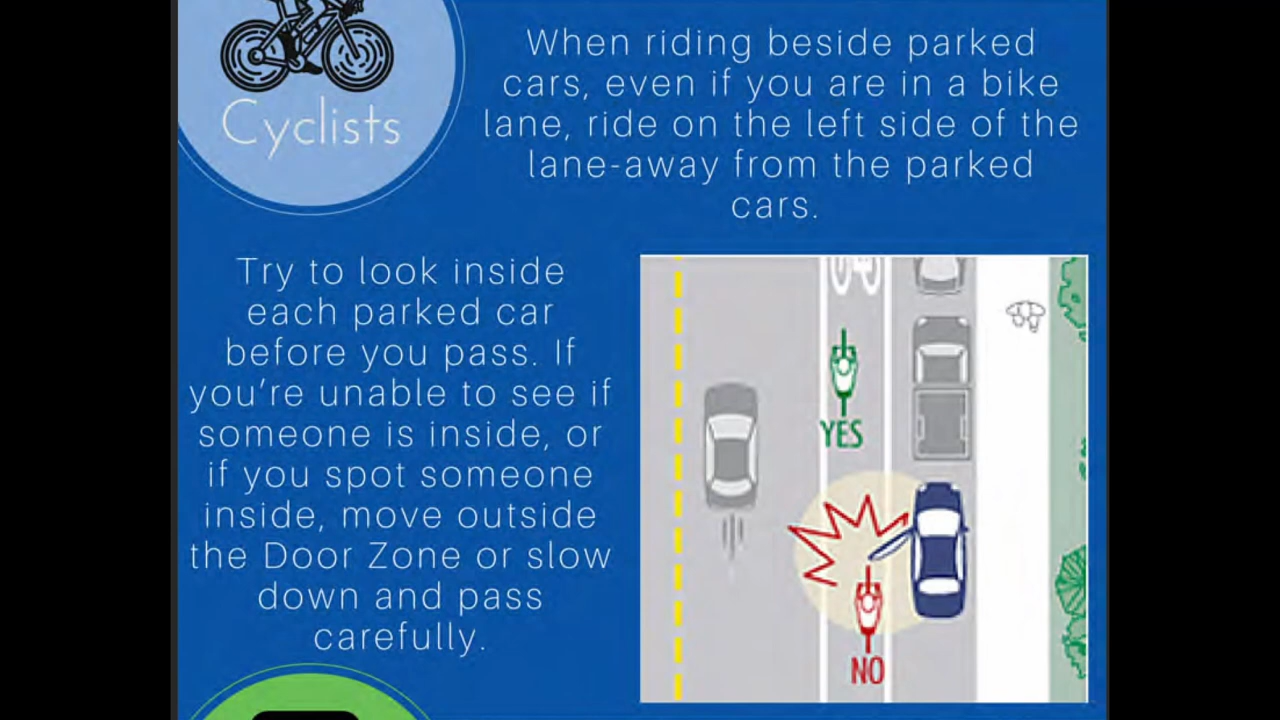 Cyclists
When riding beside parked
cars, even if you are in a bike
lane, ride on the left side of the
lane-away from the parked
cars.
Try to look inside
each parked car
before you pass. If
you’re unable to see if
someone is inside, or
if you spot someone
inside, move outside
the Door Zone or slow
down and pass
carefully.
YES
NO